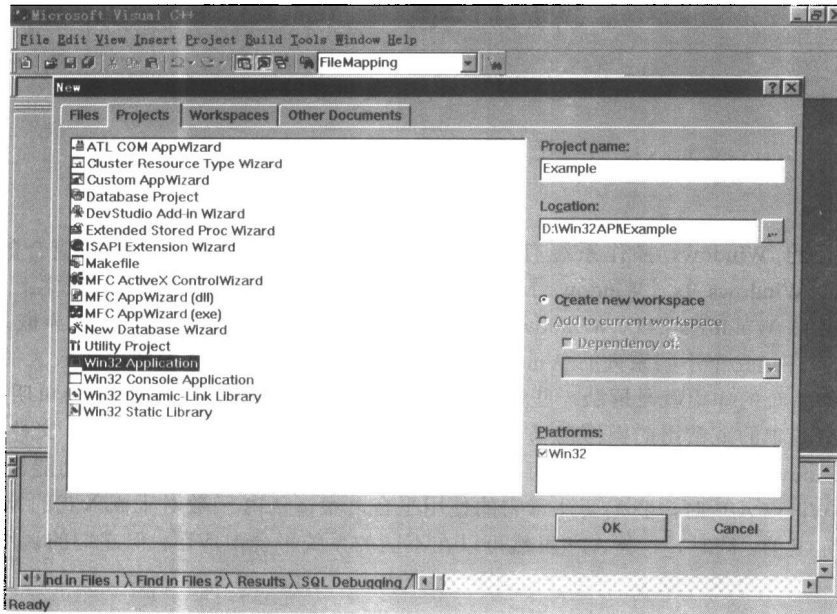 Microsoft Visual C++
File Edit View Insert Project Build Tools Window Help
FileMapping
New
Files Projects Workspaces Other Documents
ATL COM AppWizard
Cluster Resource Type Wizard
Custom AppWizard
Database Project
DevStudio Add-in Wizard
Extended Stored Proc Wizard
ISAPI Extension Wizard
Makefile
MFC ActiveX ControlWizard
MFC AppWizard (dll)
MFC AppWizard (exe)
New Database Wizard
Utility Project
Win32 Application
Win32 Console Application
Win32 Dynamic-Link Library
Win32 Static Library
Project name:
Example
Location:
D:\Win32API\Example
...
Create new workspace
Add to current workspace
Dependency of:
Platforms:
Win32
OK Cancel
nd in Files 1 Find in Files 2 Results SQL Debugging
Ready